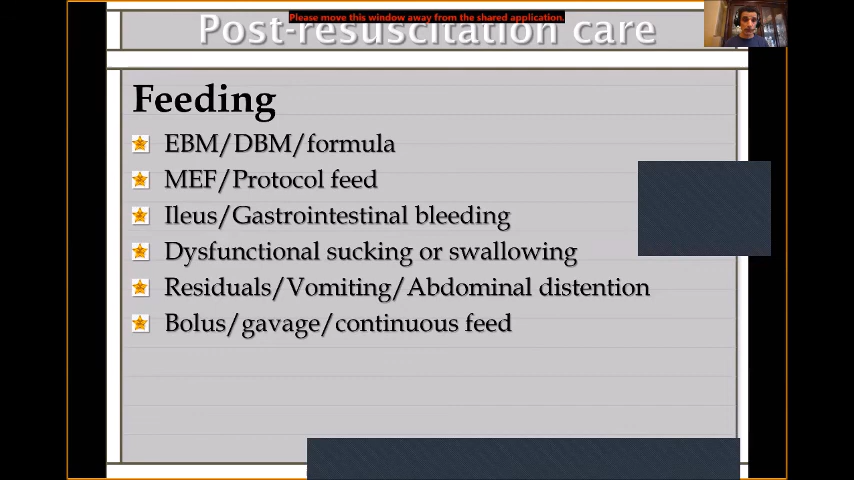 Please move this window away from the shared application.
Post-resuscitation care
Feeding
EBM/DBM/formula
MEF/Protocol feed
Ileus/Gastrointestinal bleeding
Dysfunctional sucking or swallowing
Residuals/Vomiting/Abdominal distention
Bolus/gavage/continuous feed